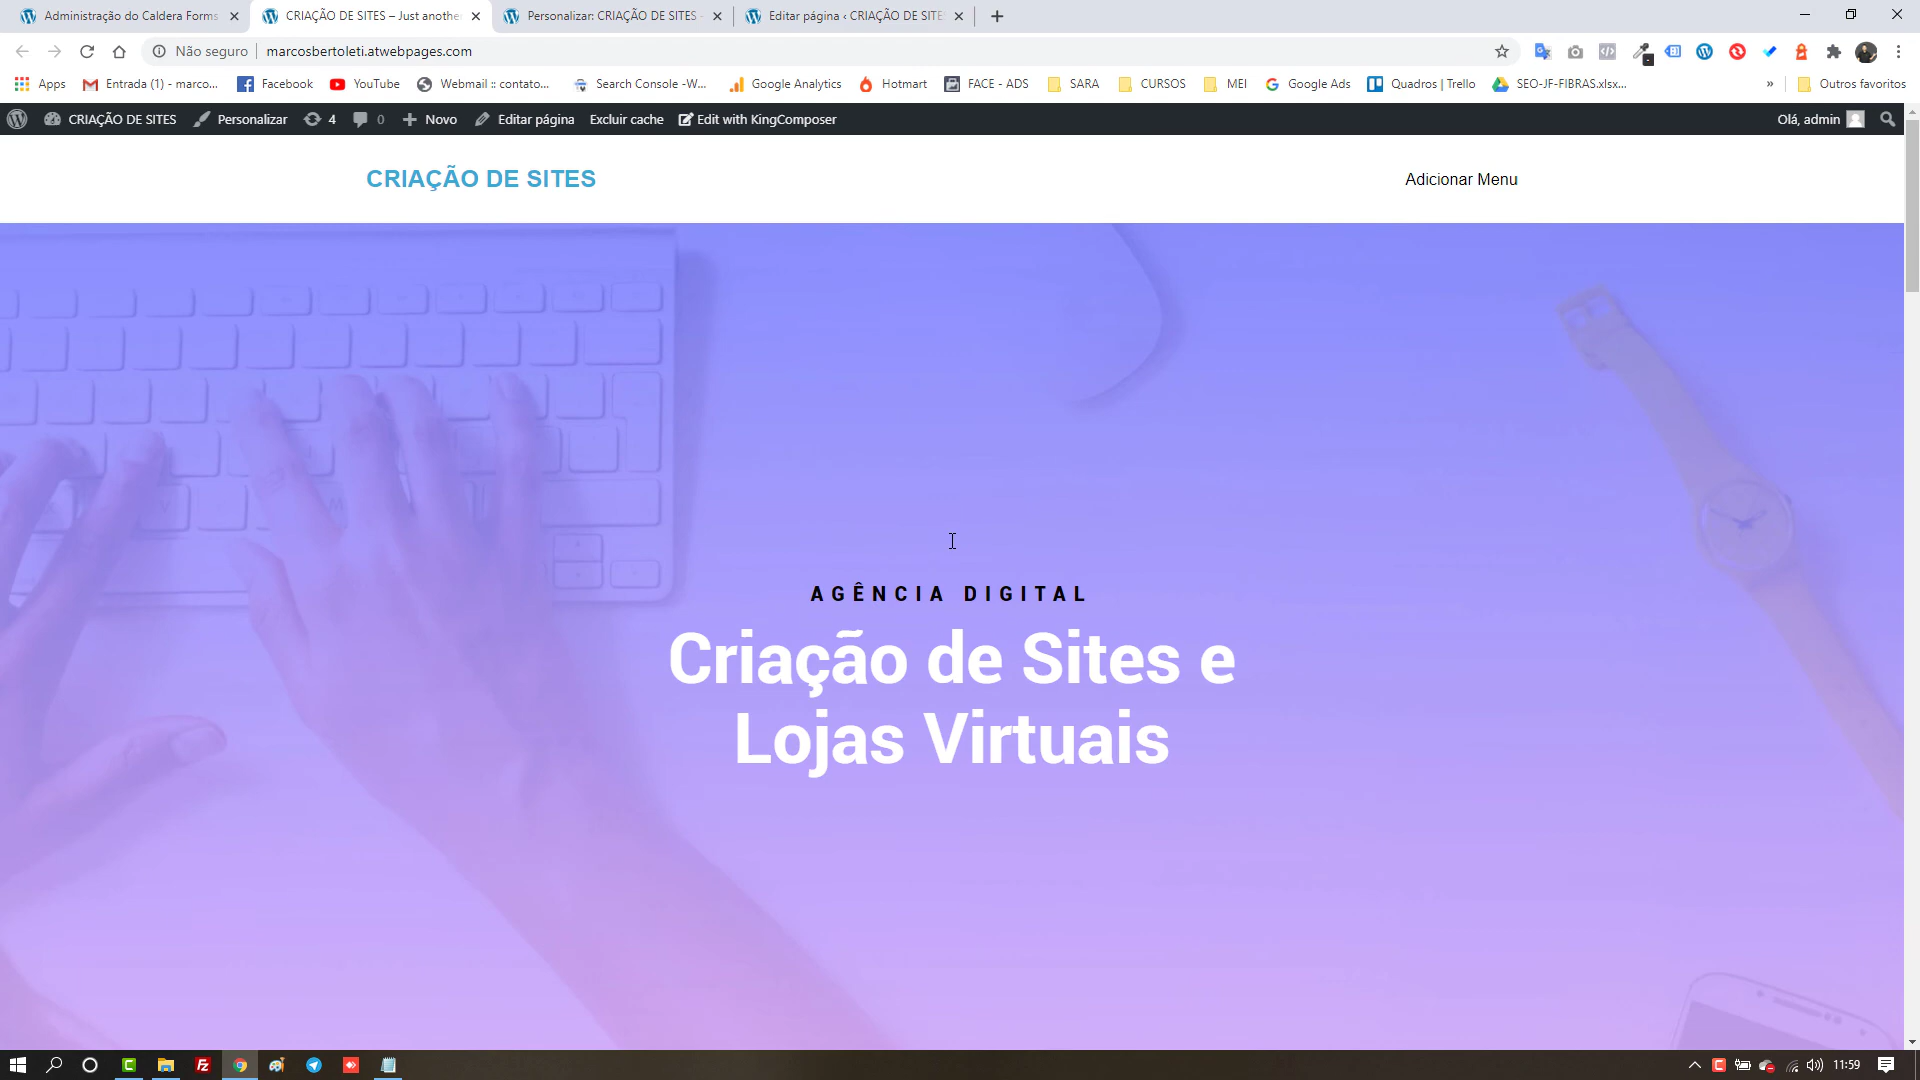 Administração do Caldera Forms
CRIAÇÃO DE SITES – Just anothe
Personalizar: CRIAÇÃO DE SITES -
Editar página ‹ CRIAÇÃO DE SITE
Não seguro
marcosbertoleti.atwebpages.com
Apps
Entrada (1) - marco...
Facebook
YouTube
Webmail :: contato...
Search Console -W...
Google Analytics
Hotmart
FACE - ADS
SARA
CURSOS
MEI
Google Ads
Quadros | Trello
SEO-JF-FIBRAS.xlsx...
»
Outros favoritos
CRIAÇÃO DE SITES
Personalizar
4
0
Novo
Editar página
Excluir cache
Edit with KingComposer
Olá, admin
CRIAÇÃO DE SITES
Adicionar Menu
AGÊNCIA DIGITAL
Criação de Sites e
Lojas Virtuais
11:59